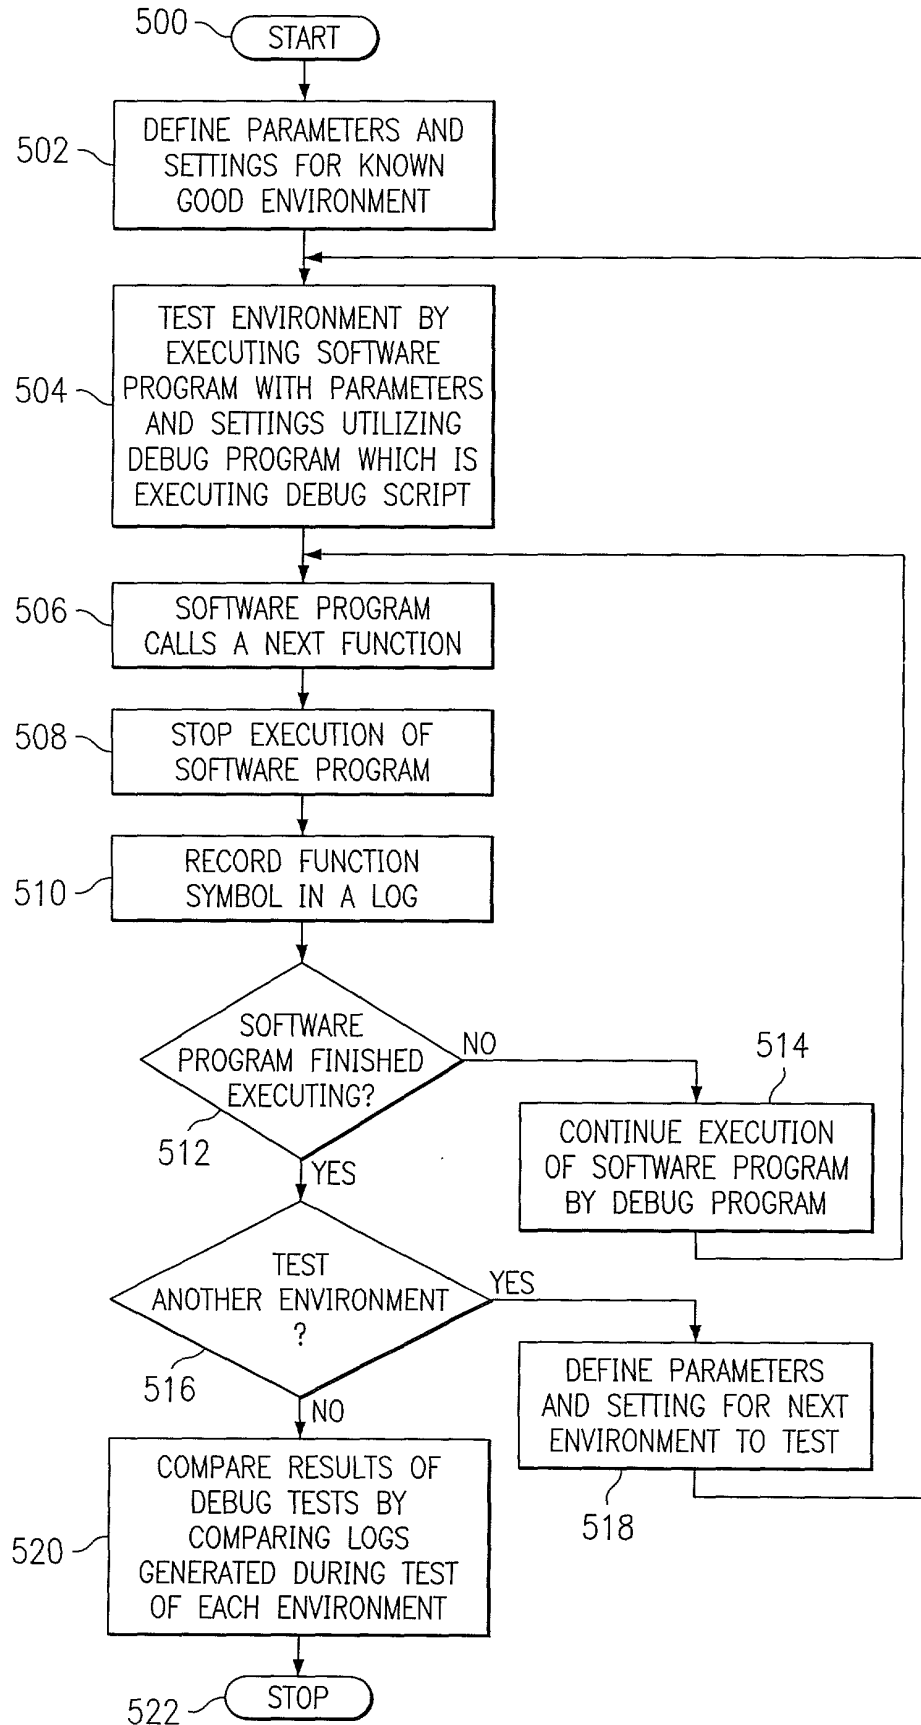 500
START
502
DEFINE PARAMETERS AND
SETTINGS FOR KNOWN
GOOD ENVIRONMENT
504
TEST ENVIRONMENT BY
EXECUTING SOFTWARE
PROGRAM WITH PARAMETERS
AND SETTINGS UTILIZING
DEBUG PROGRAM WHICH IS
EXECUTING DEBUG SCRIPT
506
SOFTWARE PROGRAM
CALLS A NEXT FUNCTION
508
STOP EXECUTION OF
SOFTWARE PROGRAM
510
RECORD FUNCTION
SYMBOL IN A LOG
SOFTWARE
PROGRAM FINISHED
EXECUTING?
512
NO
YES
514
CONTINUE EXECUTION
OF SOFTWARE PROGRAM
BY DEBUG PROGRAM
TEST
ANOTHER ENVIRONMENT
?
516
YES
NO
DEFINE PARAMETERS
AND SETTING FOR NEXT
ENVIRONMENT TO TEST
518
520
COMPARE RESULTS OF
DEBUG TESTS BY
COMPARING LOGS
GENERATED DURING TEST
OF EACH ENVIRONMENT
522
STOP